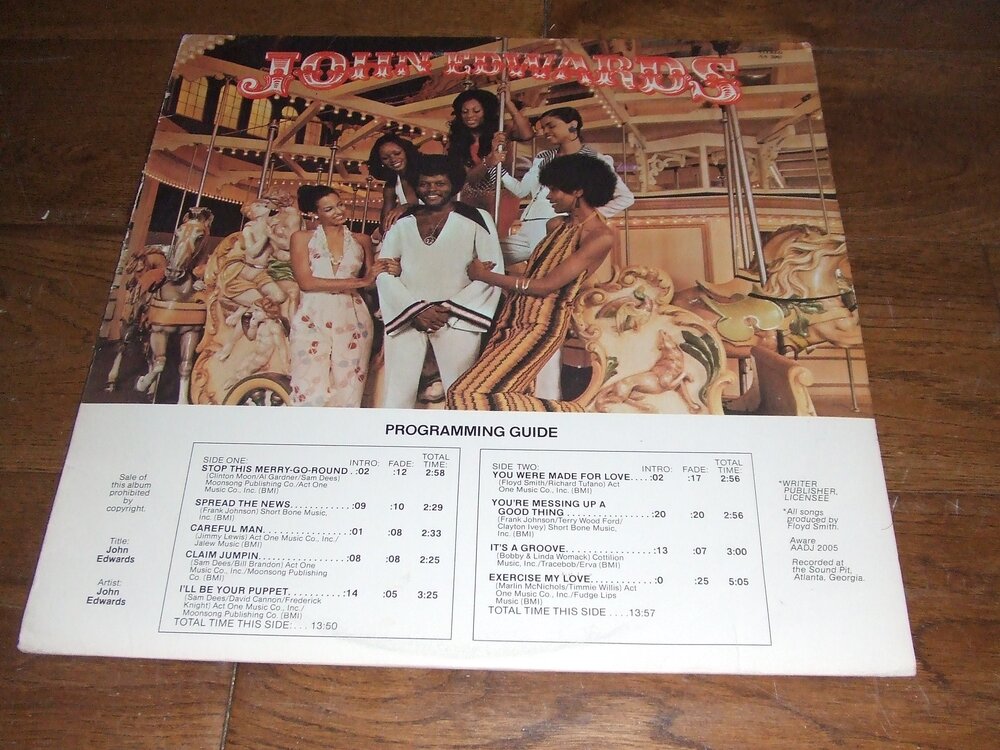 JOHN EDWARDS
PROGRAMMING GUIDE
Sale of
this album
prohibited
by
copyright.
Title:
John
Edwards
Artist:
John
Edwards
SIDE ONE: INTRO: FADE: TOTAL TIME:
STOP THIS MERRY-GO-ROUND..:02 :12 2:58
(Clinton Moon/Al Gardner/Sam Dees)
Moonsong Publishing Co./Act One
Music Co., Inc. (BMI)
SPREAD THE NEWS..............:09 :10 2:29
(Frank Johnson) Short Bone Music,
Inc. (BMI)
CAREFUL MAN...................:01 :08 2:33
(Jimmy Lewis) Act One Music Co., Inc./
Jalew Music (BMI)
CLAIM JUMPIN...................:08 :08 2:25
(Sam Dees/Bill Brandon) Act One
Music Co., Inc./Moonsong Publishing
Co. (BMI)
I'LL BE YOUR PUPPET...........:14 :05 3:25
(Sam Dees/David Cannon/Frederick
Knight) Act One Music Co., Inc./
Moonsong Publishing Co. (BMI)
TOTAL TIME THIS SIDE:... 13:50
SIDE TWO: INTRO: FADE: TOTAL TIME:
YOU WERE MADE FOR LOVE....:02 :17 2:56
(Floyd Smith/Richard Tufano) Act
One Music Co., Inc. (BMI)
YOU'RE MESSING UP A
GOOD THING..................:20 :20 2:56
(Frank Johnson/Terry Wood Ford/
Clayton Ivey) Short Bone Music,
Inc. (BMI)
IT'S A GROOVE..................:13 :07 3:00
(Bobby & Linda Womack) Cotillion
Music, Inc./Tracebob/Erva (BMI)
EXERCISE MY LOVE..............:0 :25 5:05
(Marlin McNichols/Timmie Willis) Act
One Music Co., Inc./Fudge Lips
Music (BMI)
TOTAL TIME THIS SIDE ....13:57
*WRITER
PUBLISHER,
LICENSEE
*All songs
produced by
Floyd Smith.
Aware
AADJ 2005
Recorded at
the Sound Pit,
Atlanta, Georgia.